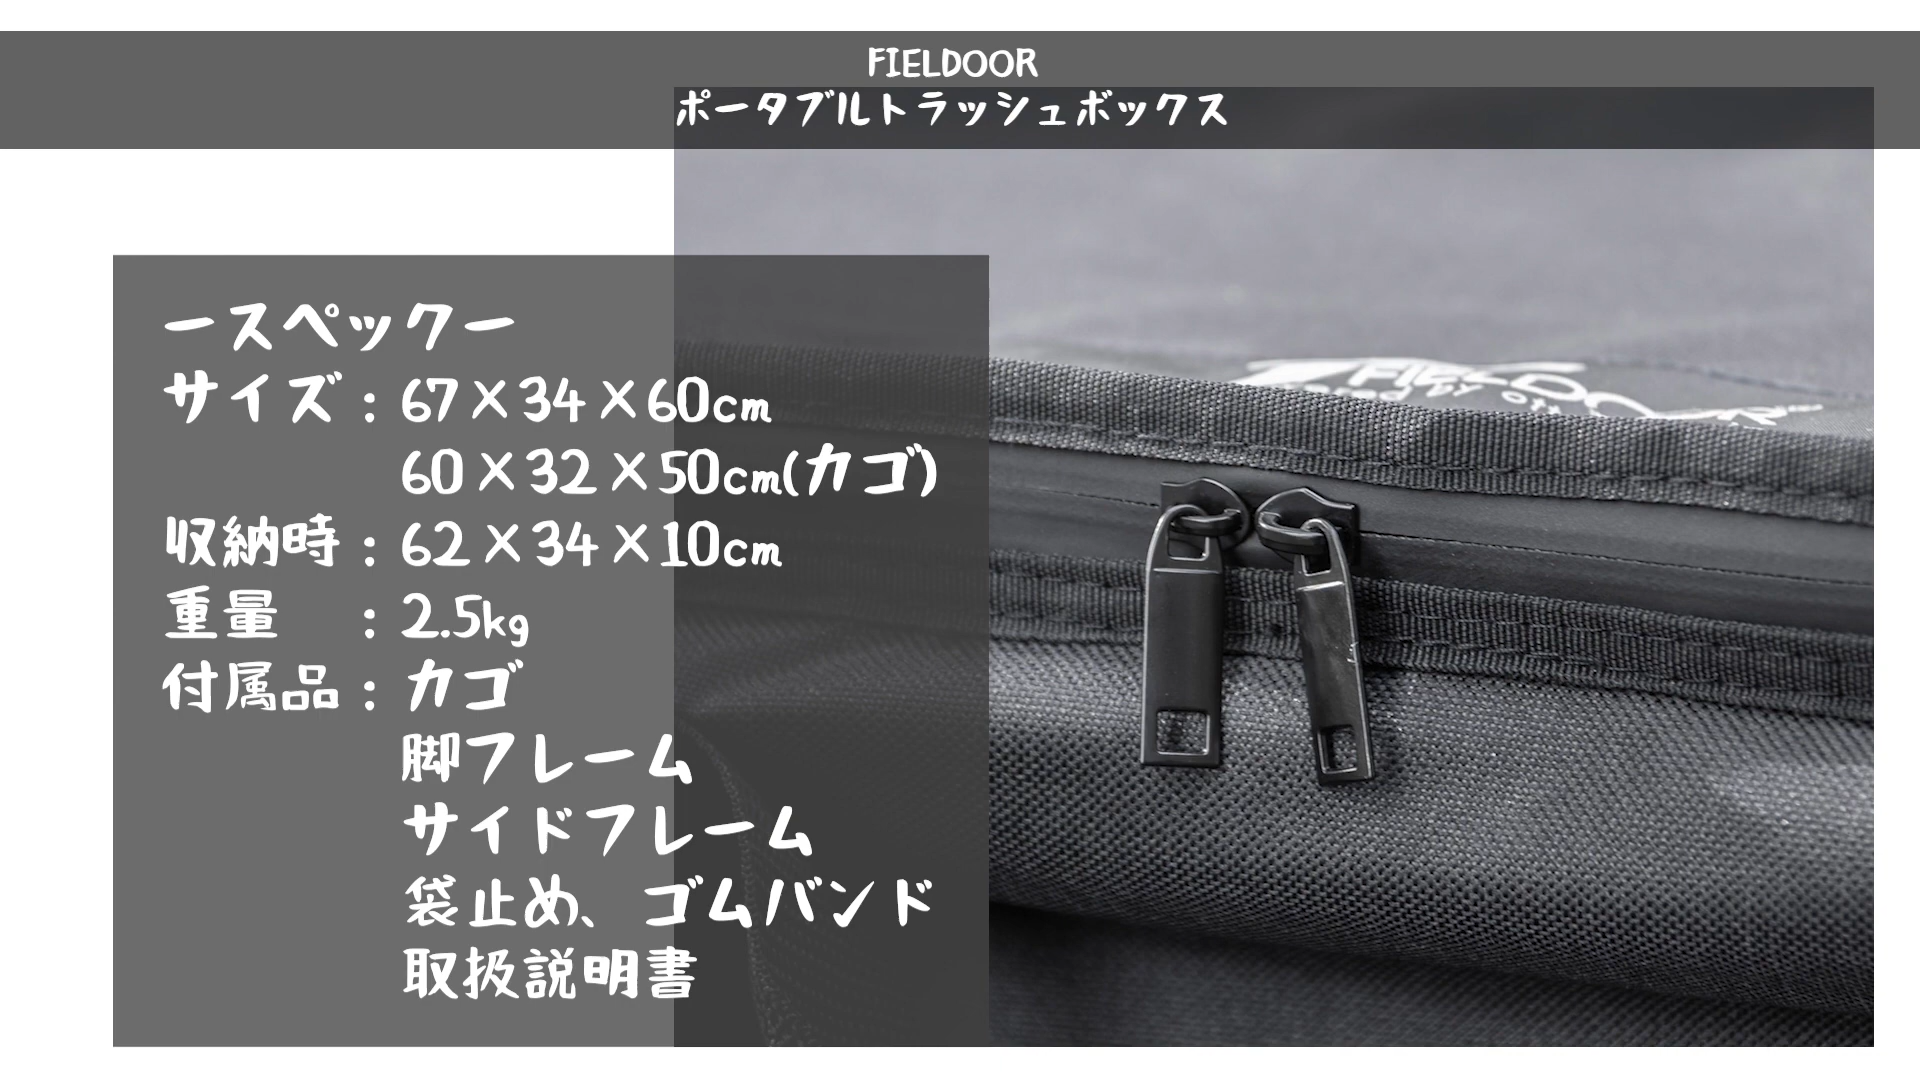 FIELDOOR
ポータブルトラッシュボックス
ースペックー
サイズ：67×34×60cm
60×32×50cm(カゴ)
収納時：62×34×10cm
重量　：2.5kg
付属品：カゴ
脚フレーム
サイドフレーム
袋止め、ゴムバンド
取扱説明書
FIELDOOR